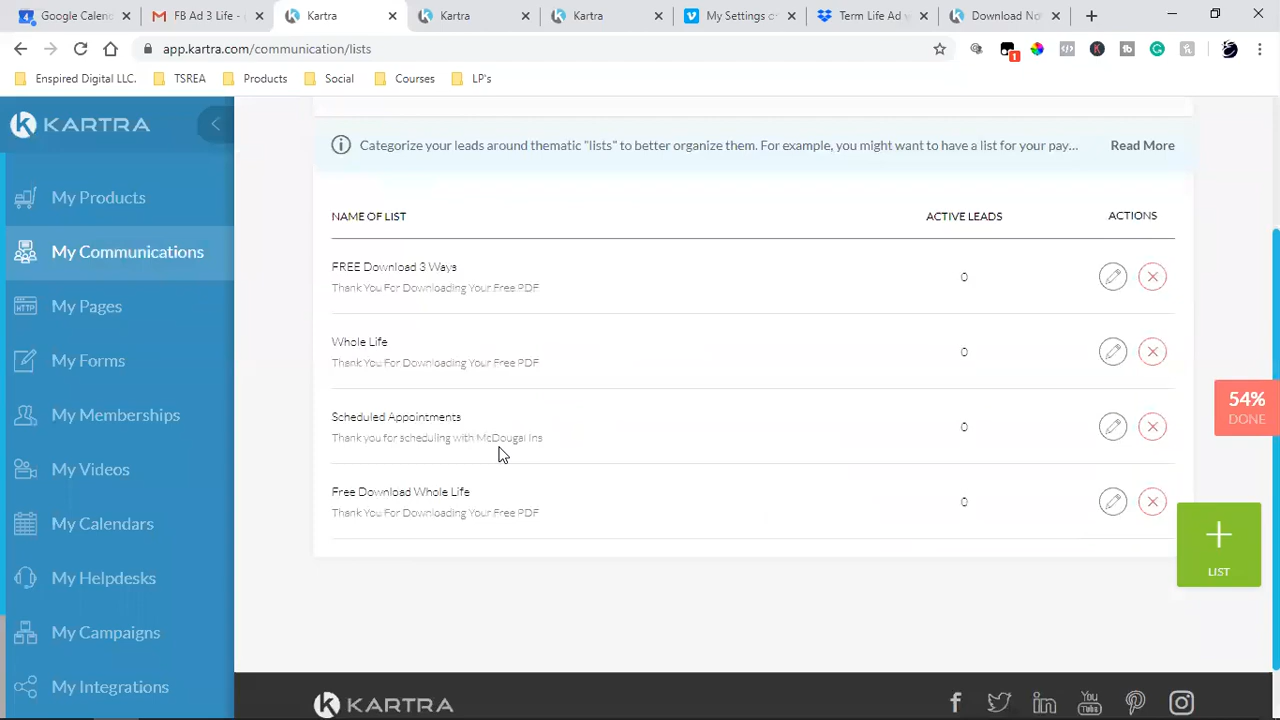 Google Calend
FB Ad 3 Life -
Kartra
Kartra
Kartra
My Settings o
Term Life Ad
Download No
app.kartra.com/communication/lists
1
Enspired Digital LLC.
TSREA
Products
Social
Courses
LP's
KARTRA
My Products
My Communications
My Pages
My Forms
My Memberships
My Videos
My Calendars
My Helpdesks
My Campaigns
My Integrations
Categorize your leads around thematic "lists" to better organize them. For example, you might want to have a list for your pay...
Read More
NAME OF LIST
ACTIVE LEADS
ACTIONS
FREE Download 3 Ways
Thank You For Downloading Your Free PDF
0
Whole Life
Thank You For Downloading Your Free PDF
0
Scheduled Appointments
Thank you for scheduling with McDougal Ins
0
Free Download Whole Life
Thank You For Downloading Your Free PDF
0
54%
DONE
LIST
KARTRA
You
Tube